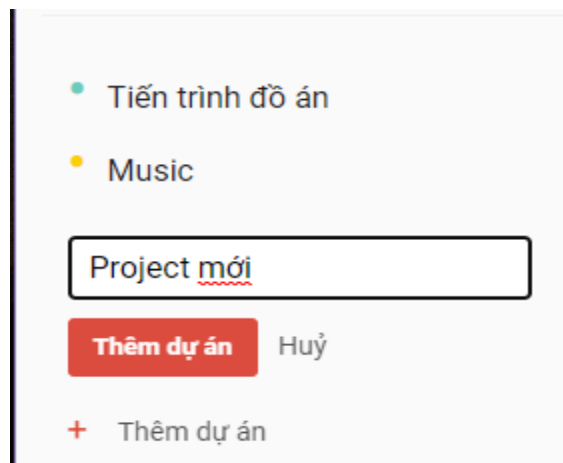 Tiến trình đồ án
Music
Project mới
Thêm dự án Huỷ
+ Thêm dự án